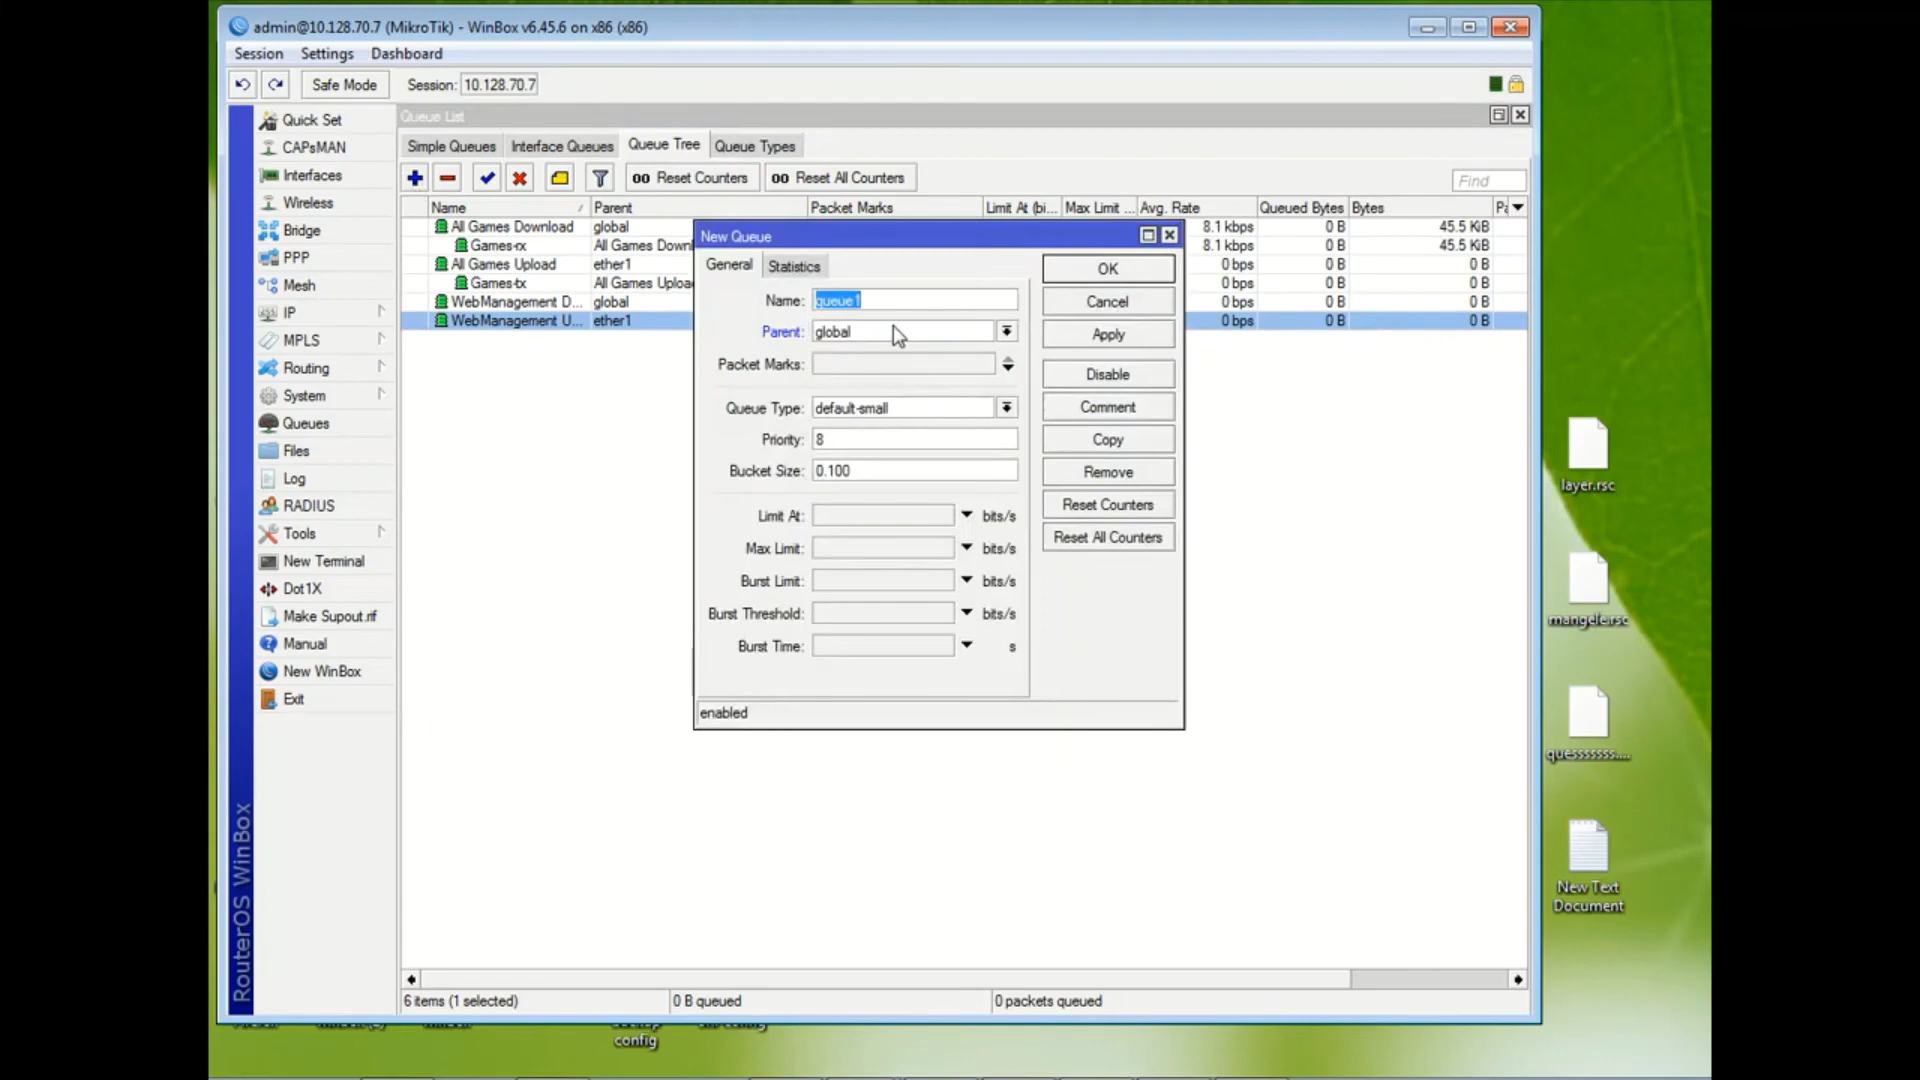 admin@10.128.70.7 (MikroTik) - WinBox v6.45.6 on x86 (x86)
Session Settings Dashboard
Safe Mode Session: 10.128.70.7
Quick Set
CAPsMAN
Interfaces
Wireless
Bridge
PPP
Mesh
IP
MPLS
Routing
System
Queues
Files
Log
RADIUS
Tools
New Terminal
Dot1X
Make Supout.rif
Manual
New WinBox
Exit
RouterOS WinBox
Queue List
Simple Queues Interface Queues Queue Tree Queue Types
00 Reset Counters 00 Reset All Counters Find
Name Parent Packet Marks Limit At (bi... Max Limit ... Avg. Rate Queued Bytes Bytes
All Games Download global 8.1 kbps 0 B 45.5 KiB
Games-rx All Games Downl 8.1 kbps 0 B 45.5 KiB
All Games Upload ether1 0 bps 0 B 0 B
Games-tx All Games Uploa 0 bps 0 B 0 B
WebManagement D... global 0 bps 0 B 0 B
WebManagement U... ether1 0 bps 0 B 0 B
New Queue
General Statistics
Name: queue1
Parent: global
Packet Marks:
Queue Type: default-small
Priority: 8
Bucket Size: 0.100
Limit At: bits/s
Max Limit: bits/s
Burst Limit: bits/s
Burst Threshold: bits/s
Burst Time: s
OK
Cancel
Apply
Disable
Comment
Copy
Remove
Reset Counters
Reset All Counters
enabled
6 items (1 selected) 0 B queued 0 packets queued
layer.rsc
mangele.rsc
quesssssss....
New Text
Document
config